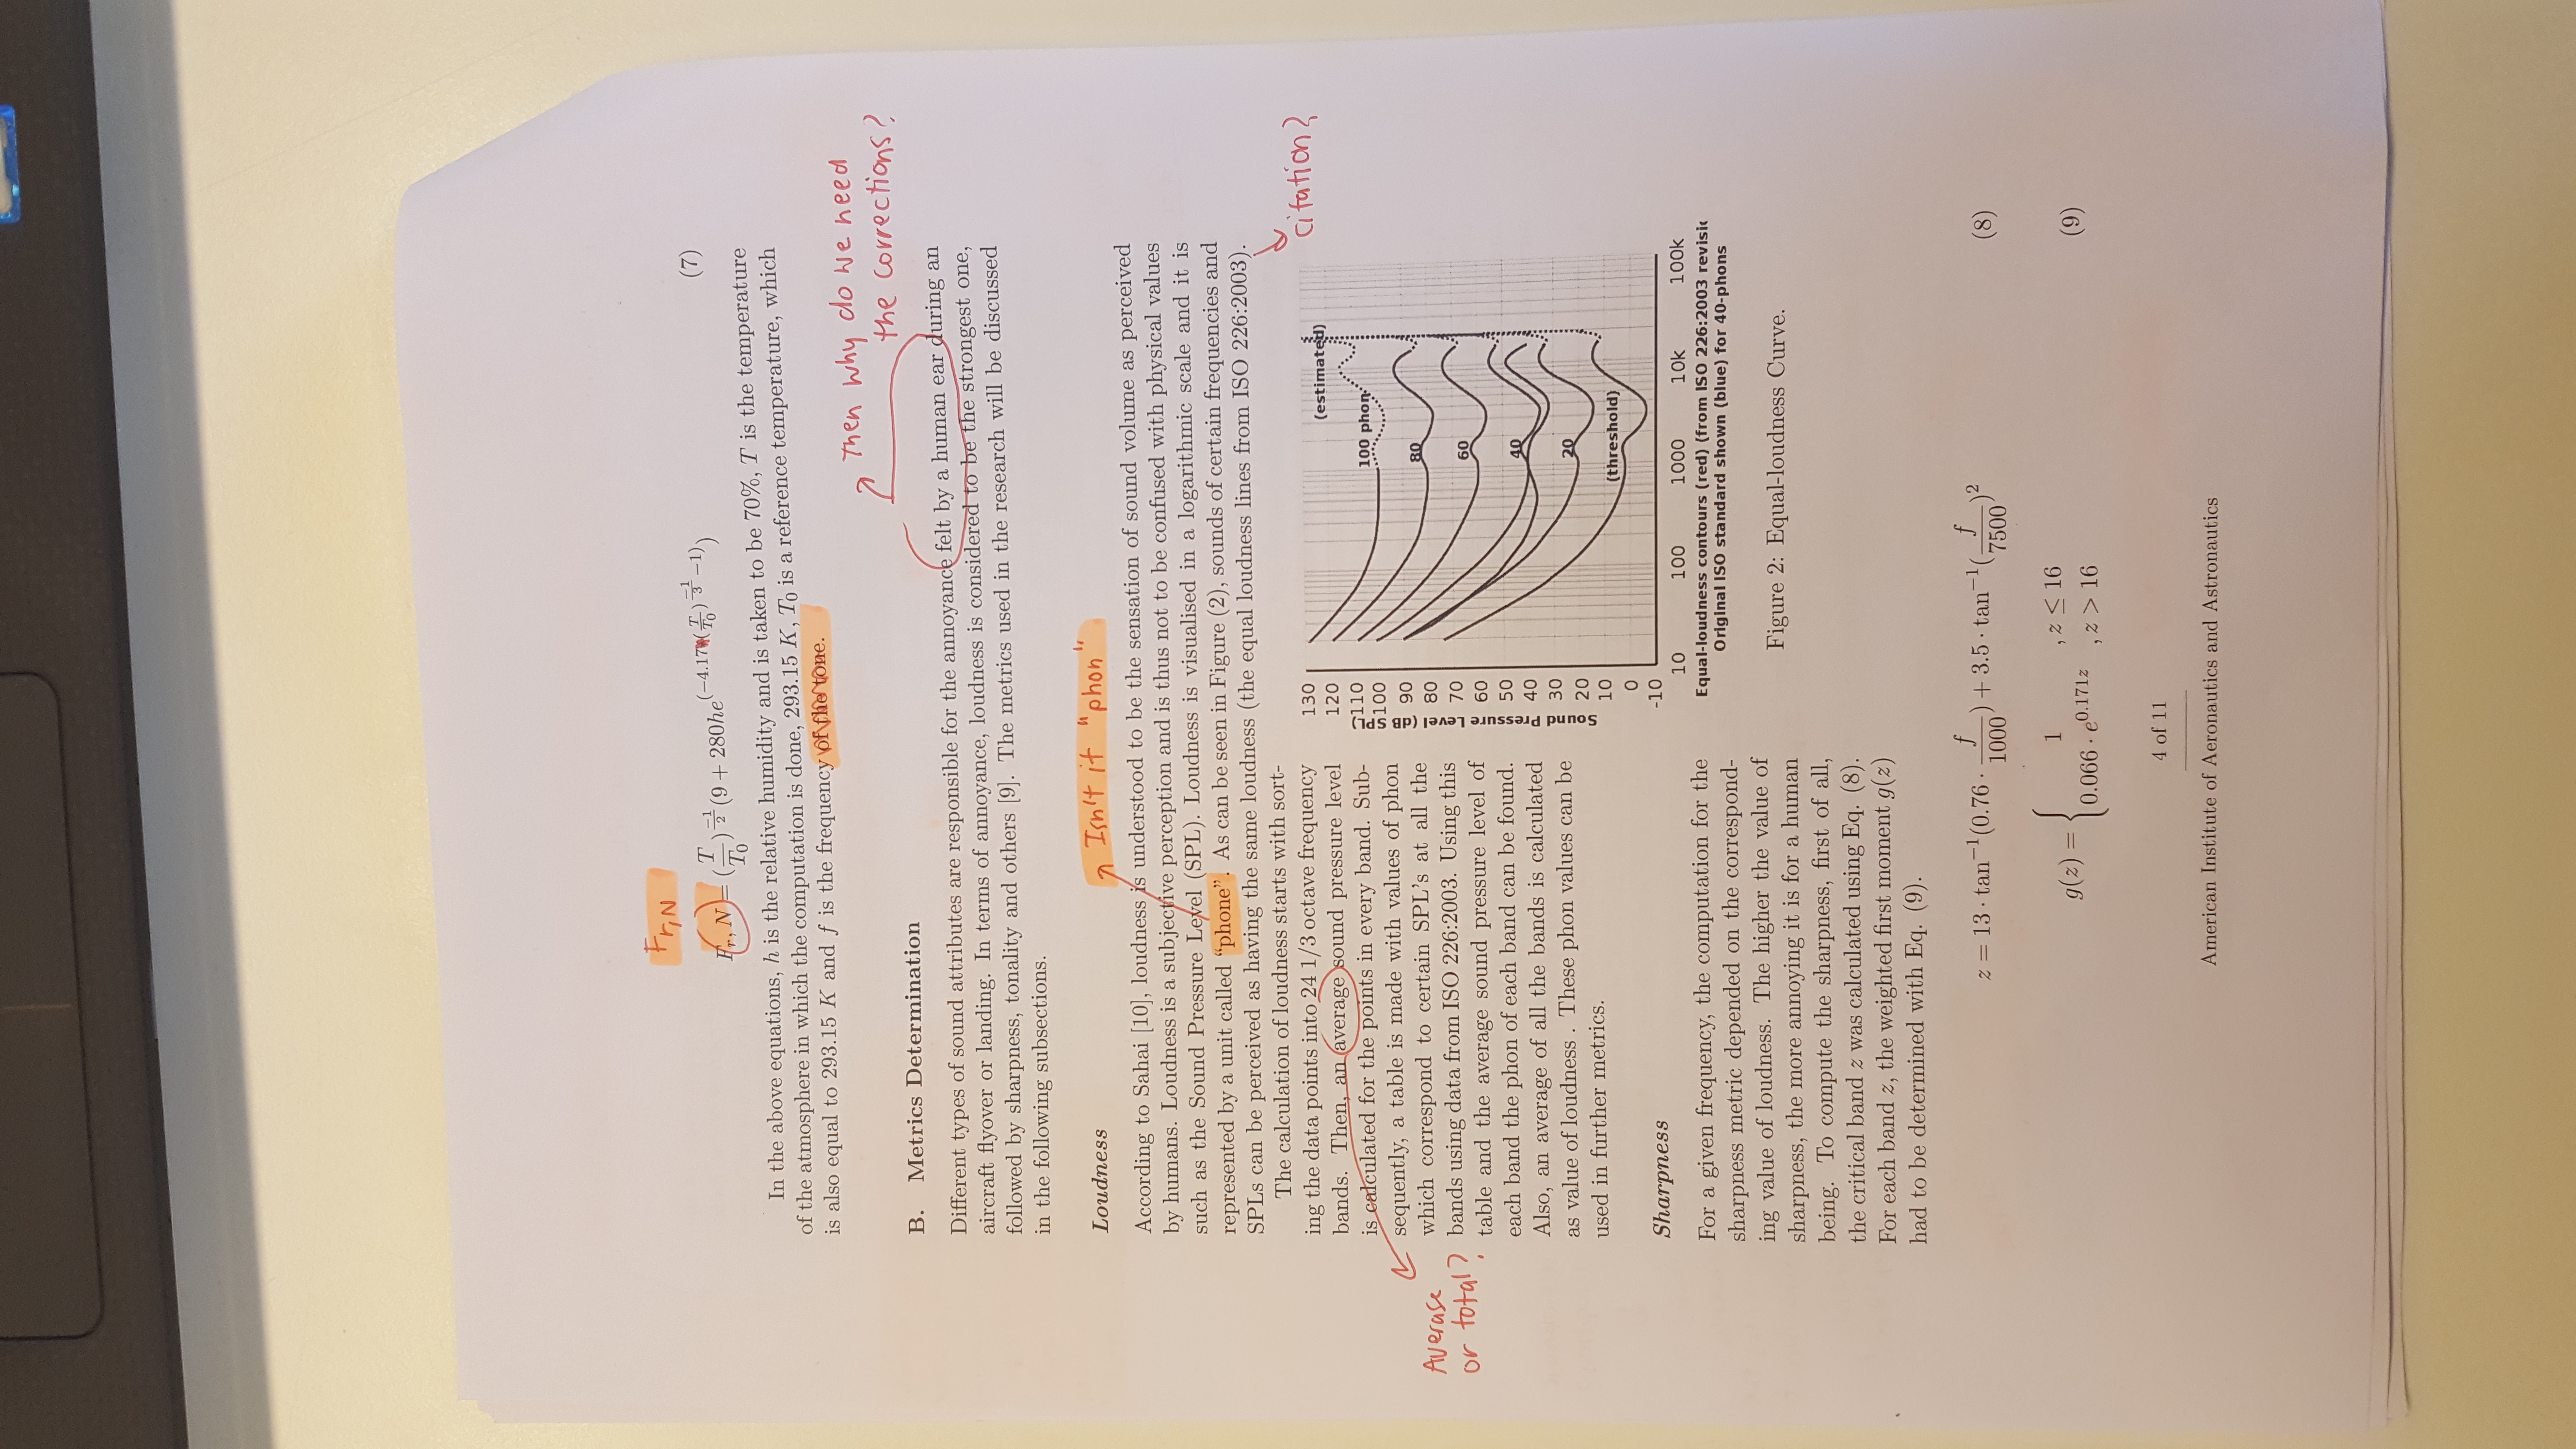 Fr,N
F_r, N = (T/T_0)^{-1/2}(9 + 280he^{(-4.17((T/T_0)^{-1/3} -1)})
(7)
In the above equations, h is the relative humidity and is taken to be 70%, T is the temperature
of the atmosphere in which the computation is done, 293.15 K, T_0 is a reference temperature, which
is also equal to 293.15 K and f is the frequency of the tone.
Then why do we need
the corrections?
B. Metrics Determination
Different types of sound attributes are responsible for the annoyance felt by a human ear during an
aircraft flyover or landing. In terms of annoyance, loudness is considered to be the strongest one,
followed by sharpness, tonality and others [9]. The metrics used in the research will be discussed
in the following subsections.
Isn't it "phon"
Loudness
According to Sahai [10], loudness is understood to be the sensation of sound volume as perceived
by humans. Loudness is a subjective perception and is thus not to be confused with physical values
such as the Sound Pressure Level (SPL). Loudness is visualised in a logarithmic scale and it is
represented by a unit called “phone”. As can be seen in Figure (2), sounds of certain frequencies and
SPLs can be perceived as having the same loudness (the equal loudness lines from ISO 226:2003).
citation?
The calculation of loudness starts with sort-
ing the data points into 24 1/3 octave frequency
bands. Then, an average sound pressure level
is calculated for the points in every band. Sub-
sequently, a table is made with values of phon
which correspond to certain SPL's at all the
bands using data from ISO 226:2003. Using this
table and the average sound pressure level of
each band the phon of each band can be found.
Also, an average of all the bands is calculated
as value of loudness . These phon values can be
used in further metrics.
Average
or total?
Sound Pressure Level (dB SPL)
130
120
110
100
90
80
70
60
50
40
30
20
10
0
-10
(estimated)
100 phon
80
60
40
20
(threshold)
10 100 1000 10k 100k
Equal-loudness contours (red) (from ISO 226:2003 revisi
Original ISO standard shown (blue) for 40-phons
Figure 2: Equal-loudness Curve.
Sharpness
For a given frequency, the computation for the
sharpness metric depended on the correspond-
ing value of loudness. The higher the value of
sharpness, the more annoying it is for a human
being. To compute the sharpness, first of all,
the critical band z was calculated using Eq. (8).
For each band z, the weighted first moment g(z)
had to be determined with Eq. (9).
z = 13 · tan^{-1}(0.76 · f/1000) + 3.5 · tan^{-1}(f/7500)^2
(8)
g(z) = { 1 , z ≤ 16
0.066 · e^{0.171z} , z > 16
(9)
4 of 11
American Institute of Aeronautics and Astronautics